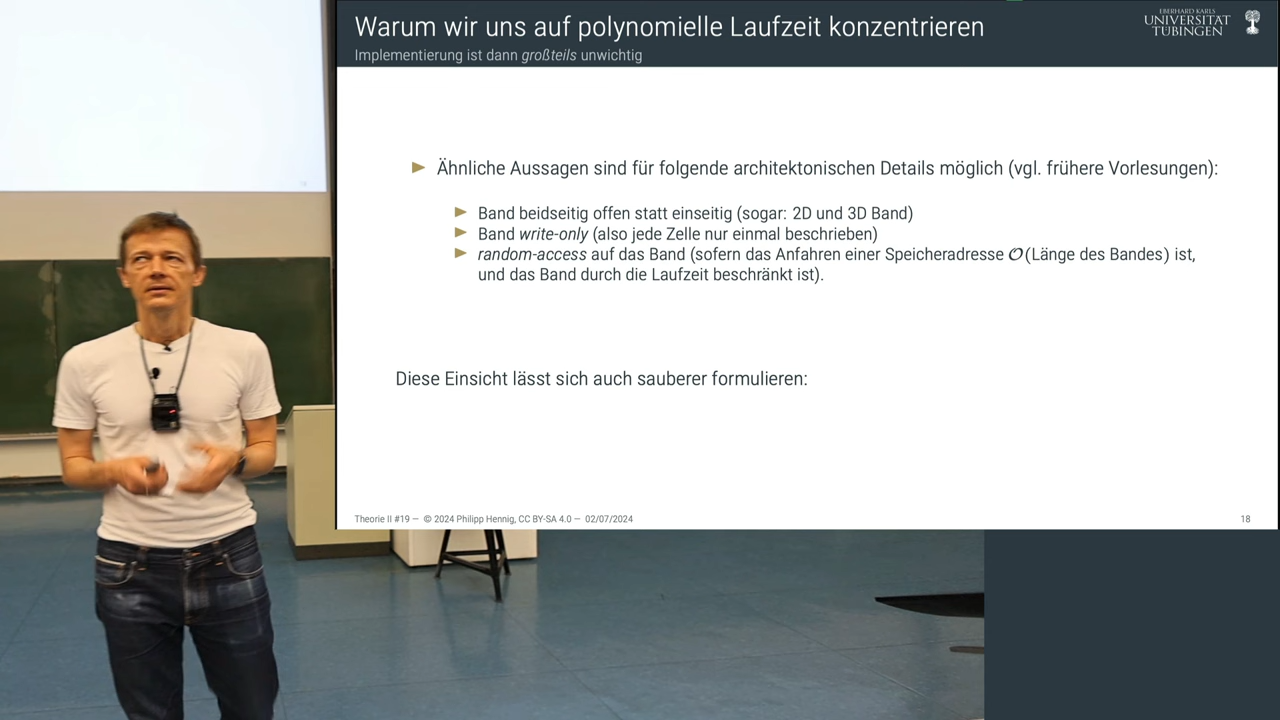 Warum wir uns auf polynomielle Laufzeit konzentrieren
Implementierung ist dann großteils unwichtig
EBERHARD KARLS
UNIVERSITÄT
TÜBINGEN
Ähnliche Aussagen sind für folgende architektonischen Details möglich (vgl. frühere Vorlesungen):
Band beidseitig offen statt einseitig (sogar: 2D und 3D Band)
Band write-only (also jede Zelle nur einmal beschrieben)
random-access auf das Band (sofern das Anfahren einer Speicheradresse 𝒪(Länge des Bandes) ist,
und das Band durch die Laufzeit beschränkt ist).
Diese Einsicht lässt sich auch sauberer formulieren:
Theorie II #19 — © 2024 Philipp Hennig, CC BY-SA 4.0 — 02/07/2024
18